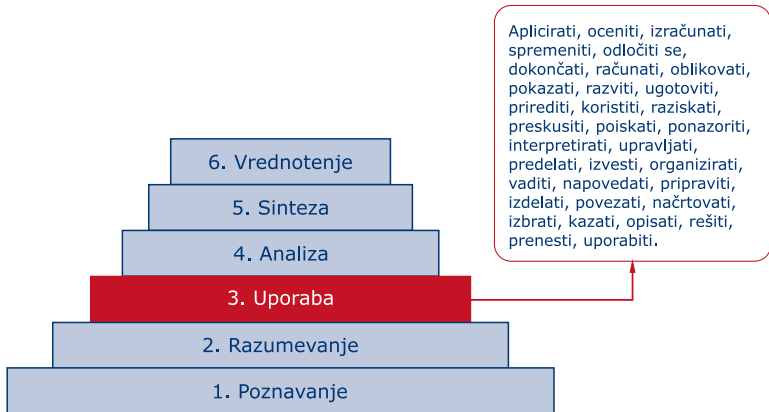 Aplicirati, oceniti, izračunati,
spremeniti, odločiti se,
dokončati, računati, oblikovati,
pokazati, razviti, ugotoviti,
prirediti, koristiti, raziskati,
preskusiti, poiskati, ponazoriti,
interpretirati, upravljati,
predelati, izvesti, organizirati,
vaditi, napovedati, pripraviti,
izdelati, povezati, načrtovati,
izbrati, kazati, opisati, rešiti,
prenesti, uporabiti.
6. Vrednotenje
5. Sinteza
4. Analiza
3. Uporaba
2. Razumevanje
1. Poznavanje